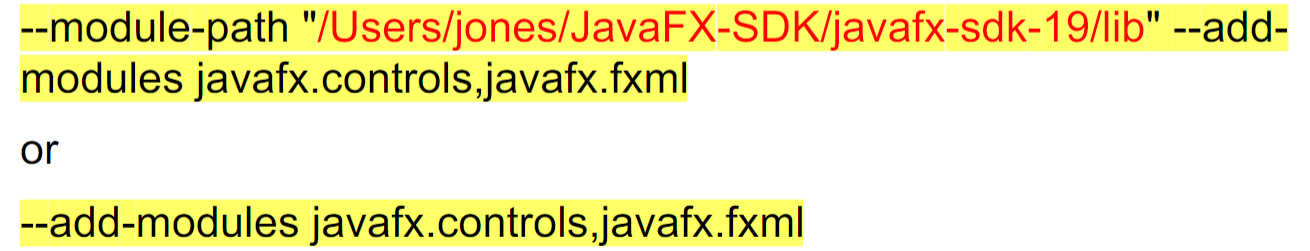 --module-path "/Users/jones/JavaFX-SDK/javafx-sdk-19/lib" --add-
modules javafx.controls,javafx.fxml
or
--add-modules javafx.controls,javafx.fxml